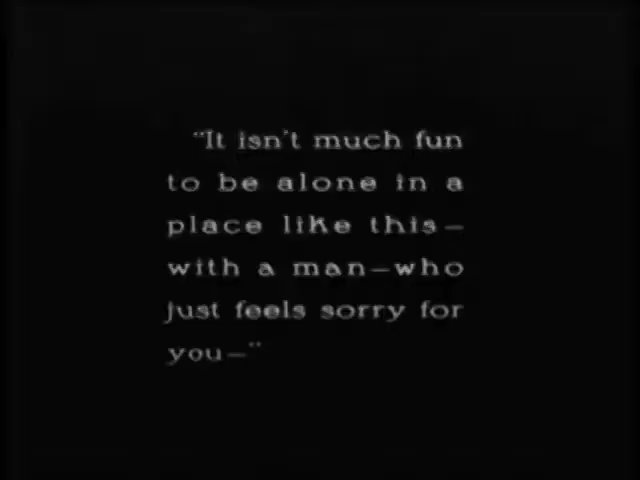 "It isn't much fun
to be alone in a
place like this—
with a man—who
just feels sorry for
you—"